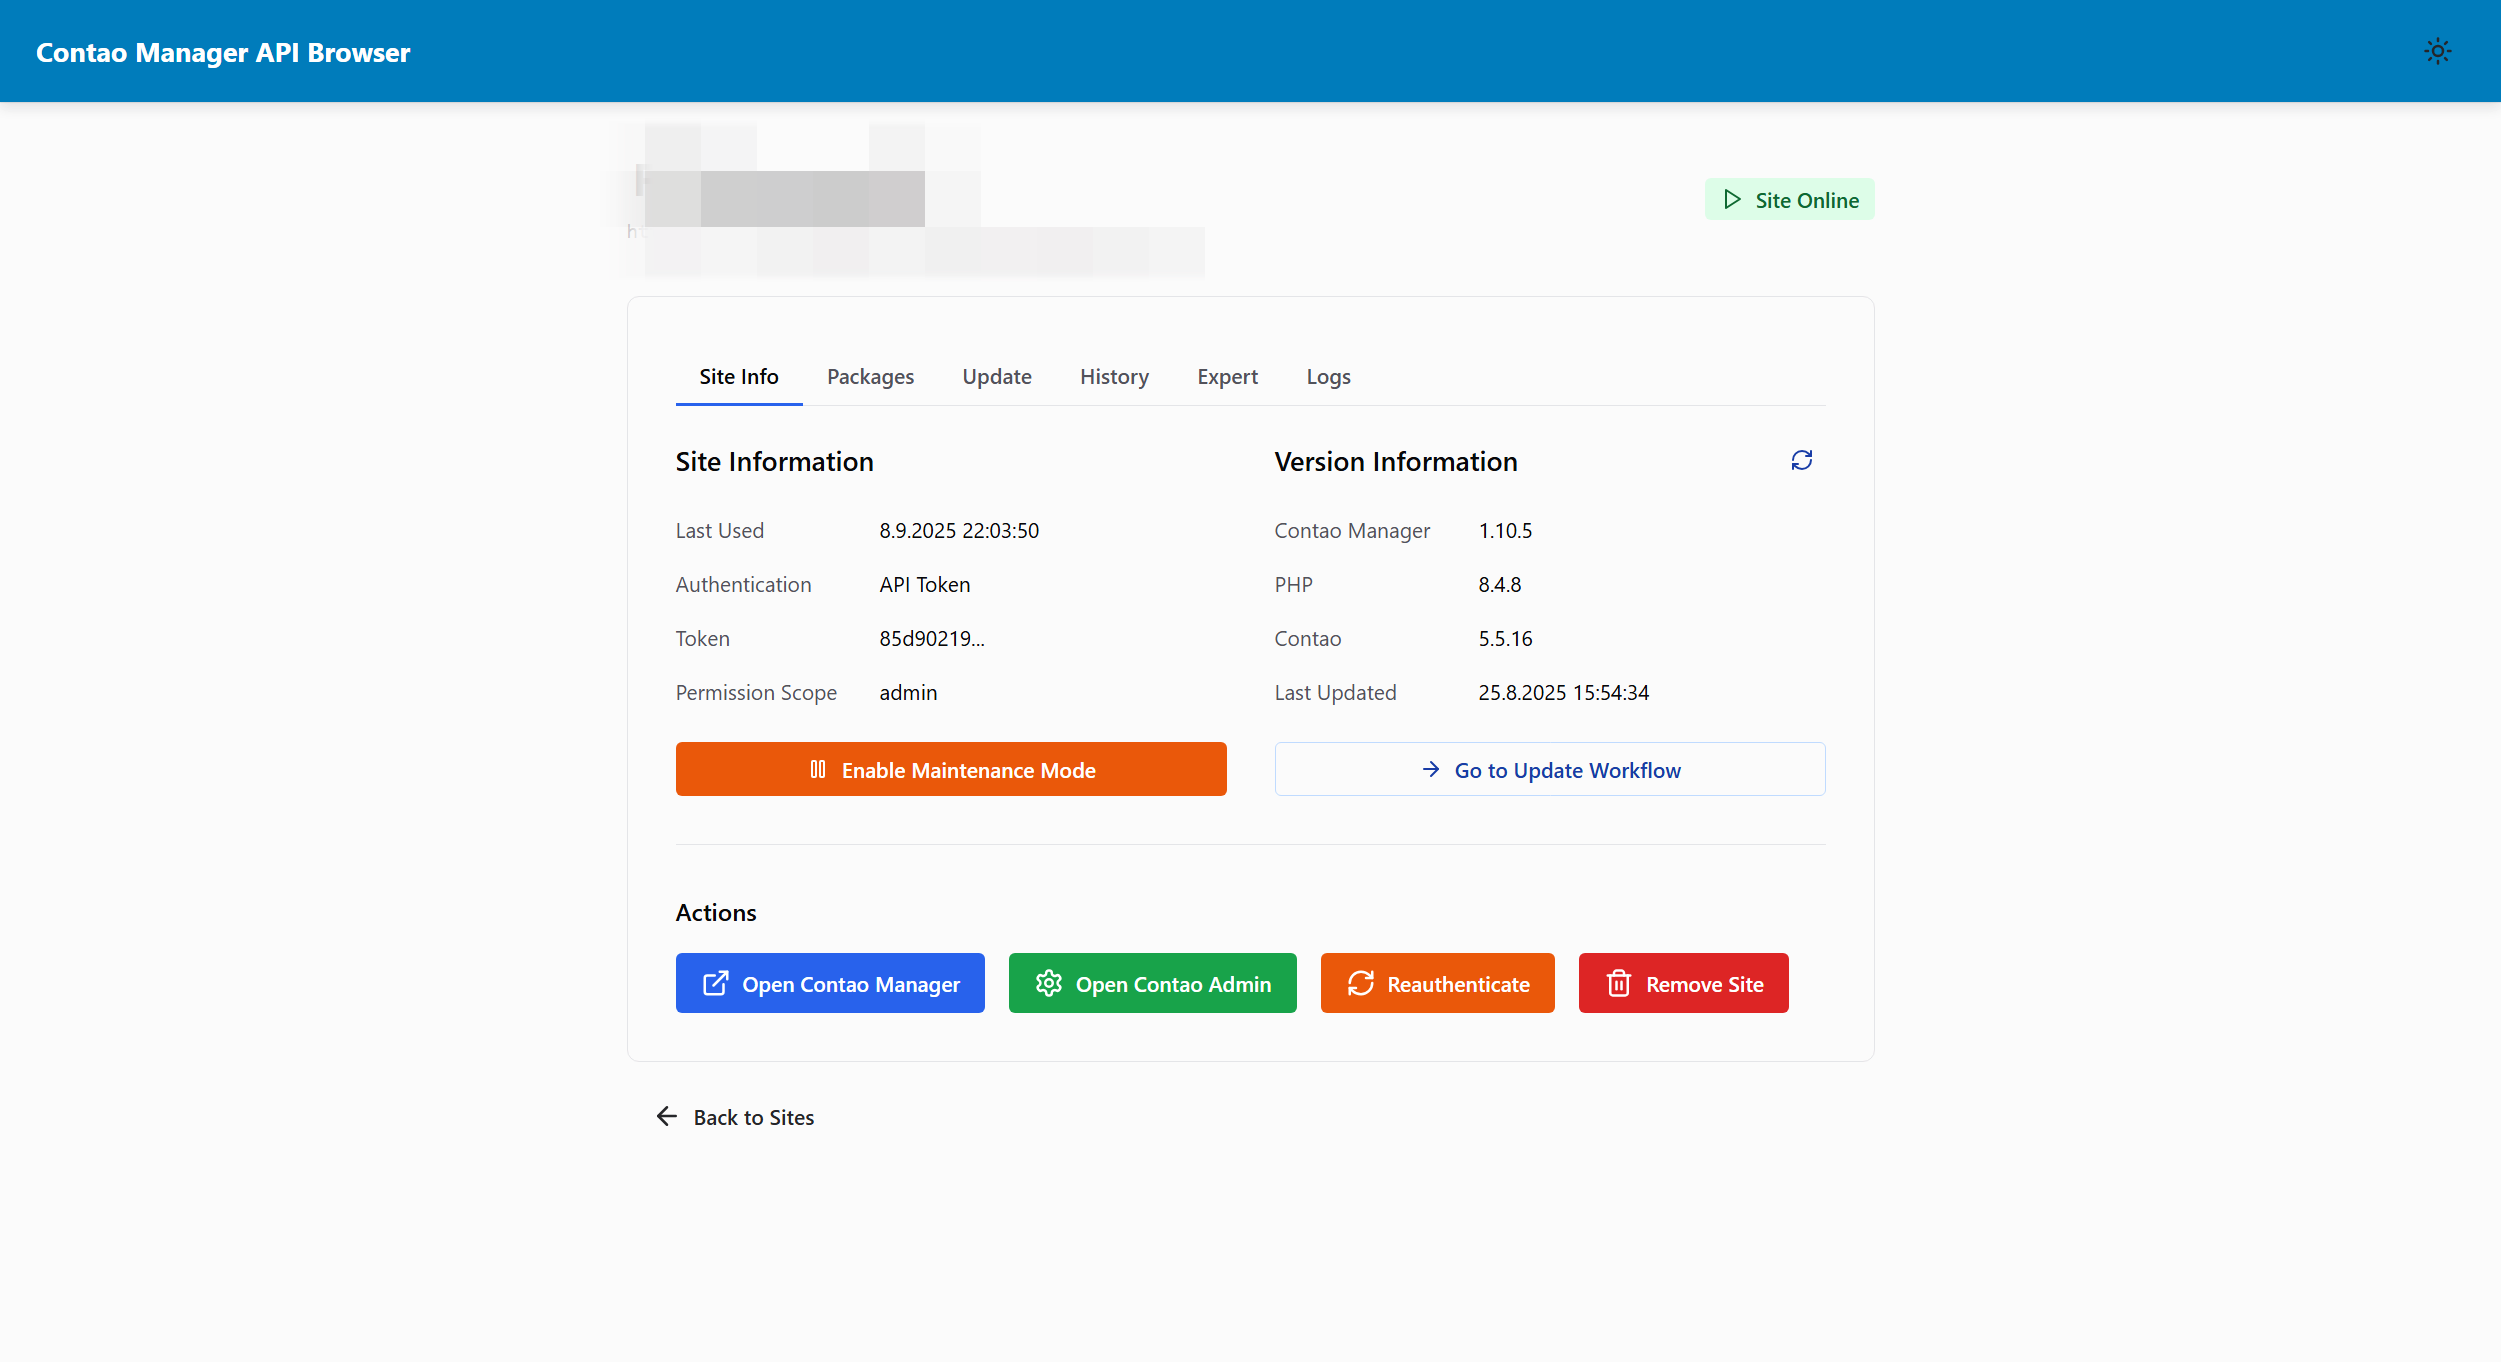 Contao Manager API Browser
Site Online
Site Info Packages Update History Expert Logs
Site Information
Last Used 8.9.2025 22:03:50
Authentication API Token
Token 85d90219...
Permission Scope admin
Enable Maintenance Mode
Version Information
Contao Manager 1.10.5
PHP 8.4.8
Contao 5.5.16
Last Updated 25.8.2025 15:54:34
Go to Update Workflow
Actions
Open Contao Manager Open Contao Admin Reauthenticate Remove Site
Back to Sites